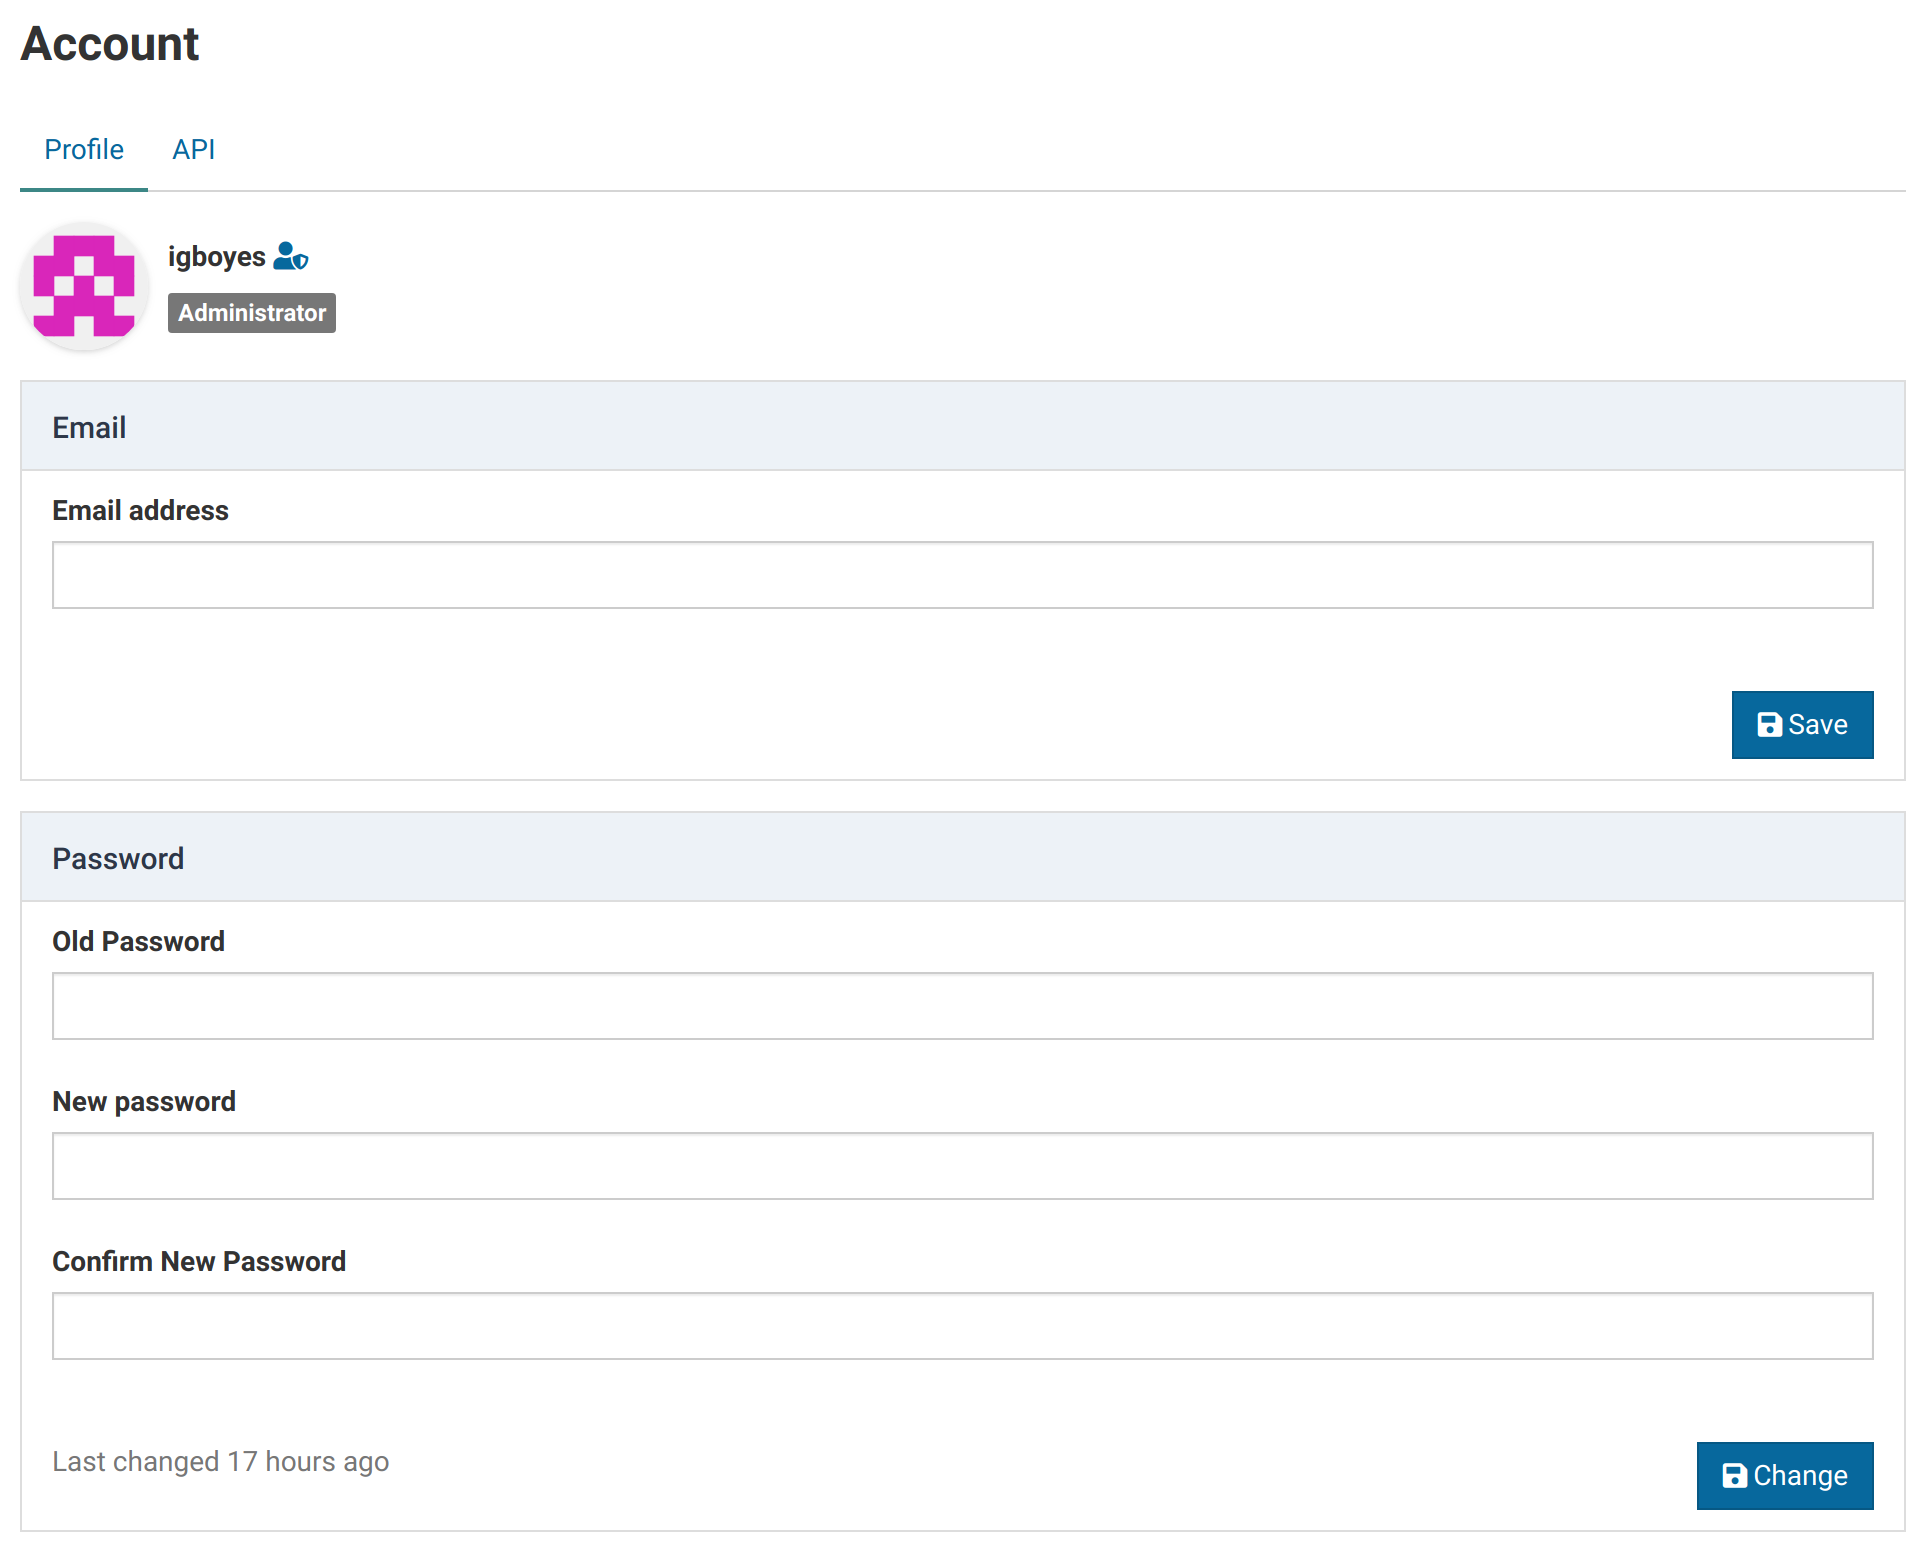 Account
Profile API
igboyes
Administrator
Email
Email address
Save
Password
Old Password
New password
Confirm New Password
Last changed 17 hours ago
Change